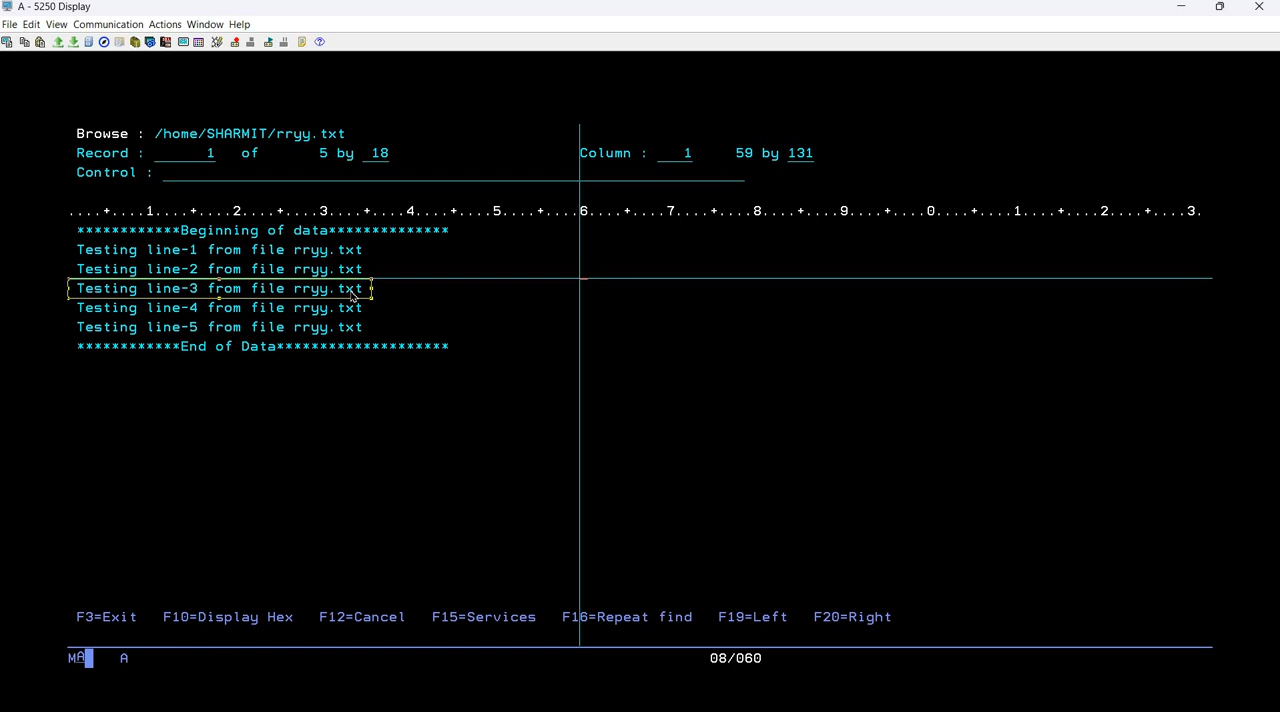 A - 5250 Display
File Edit View Communication Actions Window Help
Browse : /home/SHARMIT/rryy.txt
Record : 1 of 5 by 18 Column : 1 59 by 131
Control :
....+....1....+....2....+....3....+....4....+....5....+....6....+....7....+....8....+....9....+....0....+....1....+....2....+....3.
************Beginning of data**************
Testing line-1 from file rryy.txt
Testing line-2 from file rryy.txt
Testing line-3 from file rryy.txt
Testing line-4 from file rryy.txt
Testing line-5 from file rryy.txt
************End of Data********************
F3=Exit F10=Display Hex F12=Cancel F15=Services F16=Repeat find F19=Left F20=Right
MA A 08/060